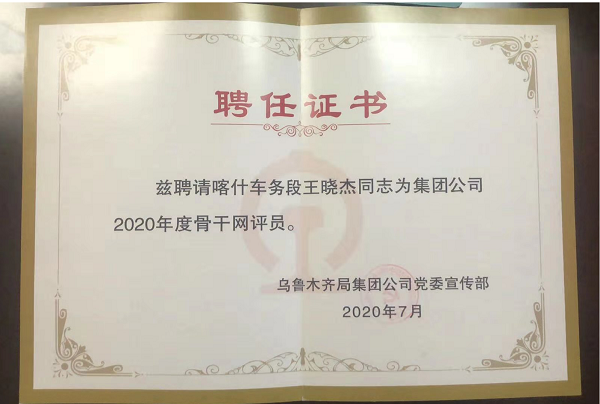 聘任证书
兹聘请喀什车务段王晓杰同志为集团公司
2020年度骨干网评员。
乌鲁木齐局集团公司党委宣传部
2020年7月